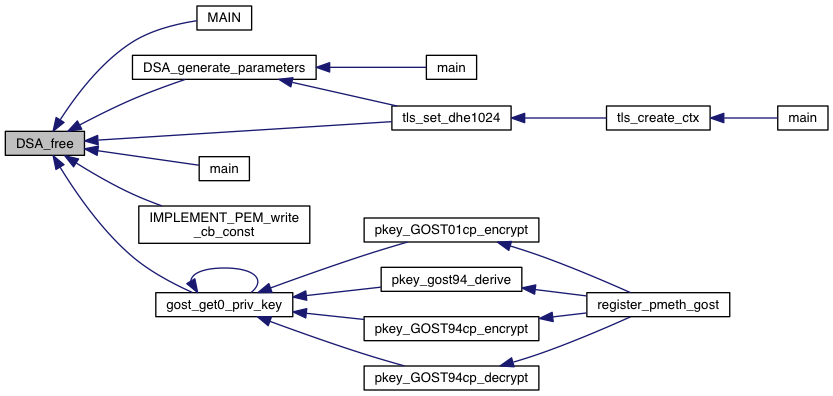 MAIN
DSA_generate_parameters
main
tls_set_dhe1024
tls_create_ctx
main
DSA_free
main
IMPLEMENT_PEM_write
_cb_const
pkey_GOST01cp_encrypt
pkey_gost94_derive
gost_get0_priv_key
register_pmeth_gost
pkey_GOST94cp_encrypt
pkey_GOST94cp_decrypt